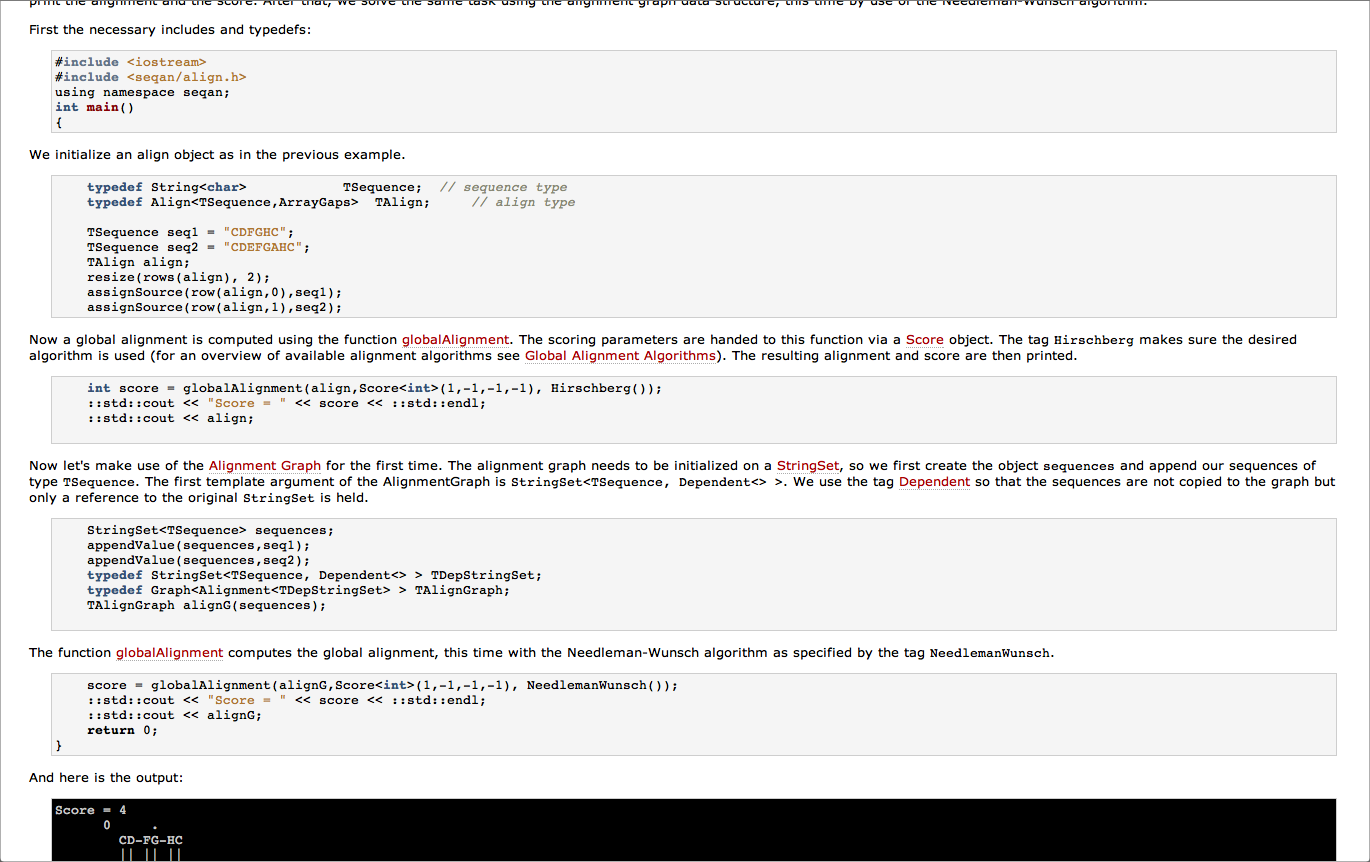 print the alignment and the score. After that, we solve the same task using the alignment graph data structure, this time by use of the Needleman-Wunsch algorithm.
First the necessary includes and typedefs:
#include <iostream>
#include <seqan/align.h>
using namespace seqan;
int main()
{
We initialize an align object as in the previous example.
typedef String<char>            TSequence;  // sequence type
typedef Align<TSequence,ArrayGaps>  TAlign;     // align type
TSequence seq1 = "CDFGHC";
TSequence seq2 = "CDEFGAHC";
TAlign align;
resize(rows(align), 2);
assignSource(row(align,0),seq1);
assignSource(row(align,1),seq2);
Now a global alignment is computed using the function globalAlignment. The scoring parameters are handed to this function via a Score object. The tag Hirschberg makes sure the desired
algorithm is used (for an overview of available alignment algorithms see Global Alignment Algorithms). The resulting alignment and score are then printed.
int score = globalAlignment(align,Score<int>(1,-1,-1,-1), Hirschberg());
::std::cout << "Score = " << score << ::std::endl;
::std::cout << align;
Now let's make use of the Alignment Graph for the first time. The alignment graph needs to be initialized on a StringSet, so we first create the object sequences and append our sequences of
type TSequence. The first template argument of the AlignmentGraph is StringSet<TSequence, Dependent<> >. We use the tag Dependent so that the sequences are not copied to the graph but
only a reference to the original StringSet is held.
StringSet<TSequence> sequences;
appendValue(sequences,seq1);
appendValue(sequences,seq2);
typedef StringSet<TSequence, Dependent<> > TDepStringSet;
typedef Graph<Alignment<TDepStringSet> > TAlignGraph;
TAlignGraph alignG(sequences);
The function globalAlignment computes the global alignment, this time with the Needleman-Wunsch algorithm as specified by the tag NeedlemanWunsch.
score = globalAlignment(alignG,Score<int>(1,-1,-1,-1), NeedlemanWunsch());
::std::cout << "Score = " << score << ::std::endl;
::std::cout << alignG;
return 0;
}
And here is the output:
Score = 4
0     .
CD-FG-HC
|| || ||